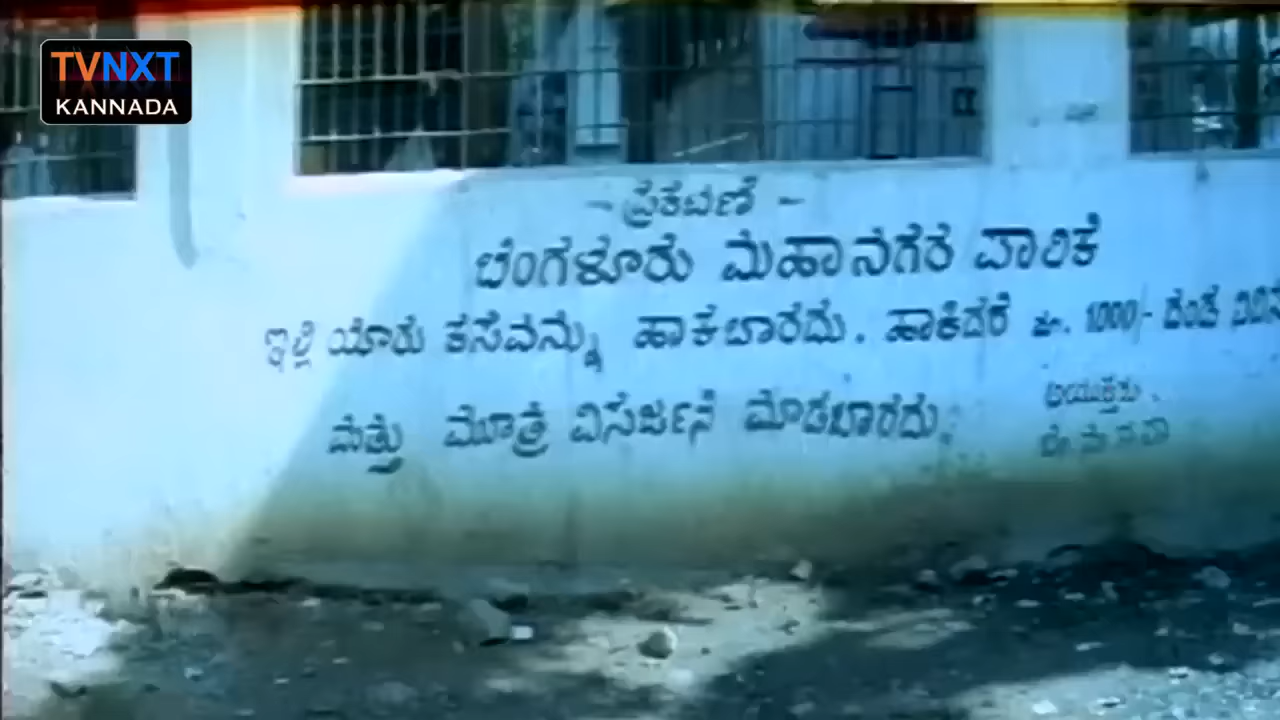 TVNXT
KANNADA
- ಪ್ರಕಟಣೆ -
ಬೆಂಗಳೂರು ಮಹಾನಗರ ಪಾಲಿಕೆ
ಇಲ್ಲಿ ಯಾರು ಕಸವನ್ನು ಹಾಕಬಾರದು. ಹಾಕಿದರೆ ರೂ. 1000/- ದಂಡ
ಮತ್ತು ಮೂತ್ರ ವಿಸರ್ಜನೆ ಮಾಡಬಾರದು.
ಆಯುಕ್ತರು.